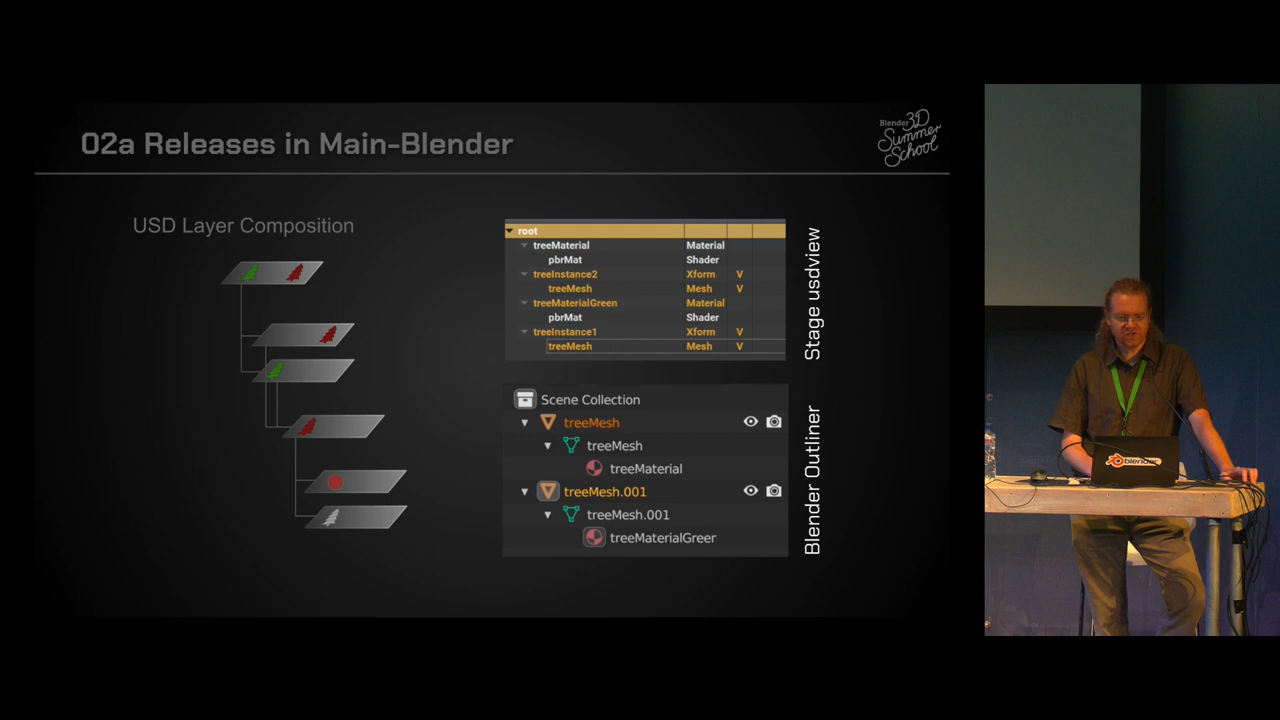 02a Releases in Main-Blender
Blender 3D
Summer
School
USD Layer Composition
root
treeMaterial Material
pbrMat Shader
treeInstance2 Xform V
treeMesh Mesh V
treeMaterialGreen Material
pbrMat Shader
treeInstance1 Xform V
treeMesh Mesh V
Stage usdview
Scene Collection
treeMesh
treeMesh
treeMaterial
treeMesh.001
treeMesh.001
treeMaterialGreer
Blender Outliner
blender